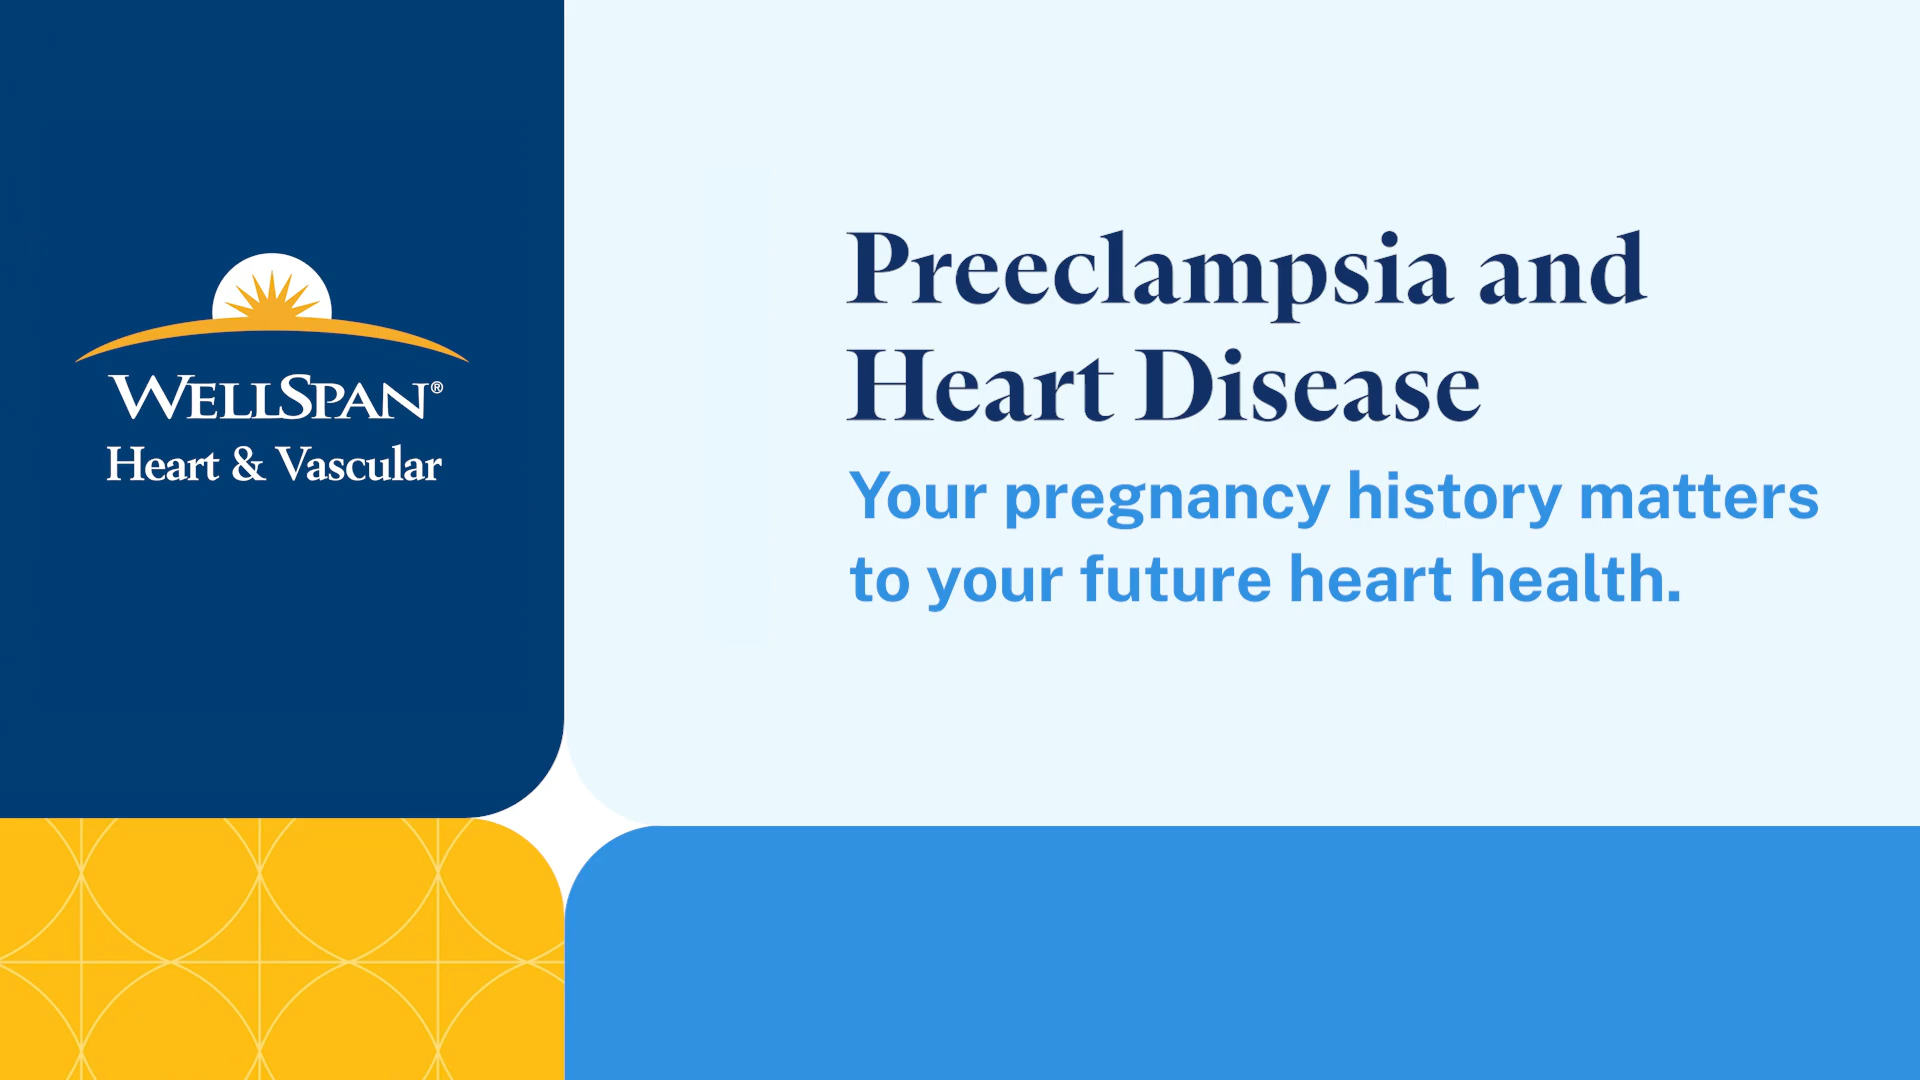 WELLSPAN®
Heart & Vascular
Preeclampsia and
Heart Disease
Your pregnancy history matters
to your future heart health.